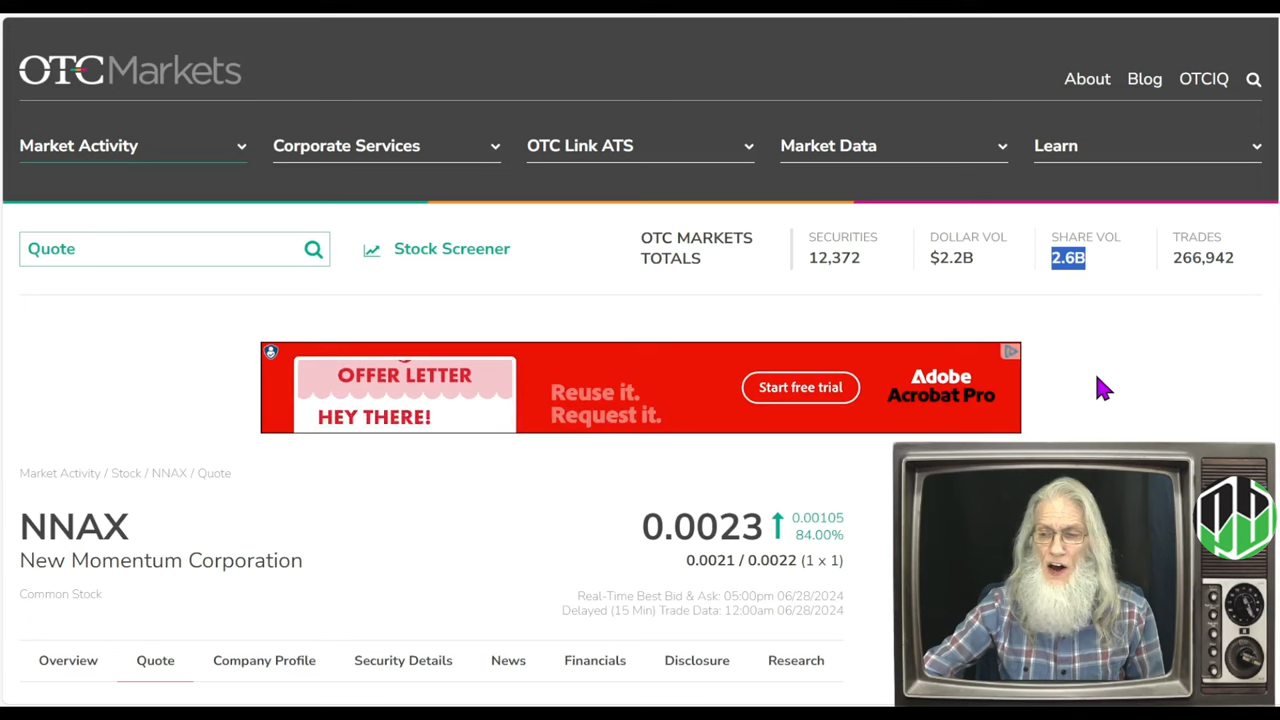 OTC Markets
About Blog OTCIQ
Market Activity Corporate Services OTC Link ATS Market Data Learn
Quote
Stock Screener
OTC MARKETS
TOTALS
SECURITIES
12,372
DOLLAR VOL
$2.2B
SHARE VOL
2.6B
TRADES
266,942
OFFER LETTER
HEY THERE!
Reuse it.
Request it.
Start free trial
Adobe
Acrobat Pro
Market Activity / Stock / NNAX / Quote
NNAX
New Momentum Corporation
Common Stock
0.0023
0.00105
84.00%
0.0021 / 0.0022 (1 x 1)
Real-Time Best Bid & Ask: 05:00pm 06/28/2024
Delayed (15 Min) Trade Data: 12:00am 06/28/2024
Overview Quote Company Profile Security Details News Financials Disclosure Research